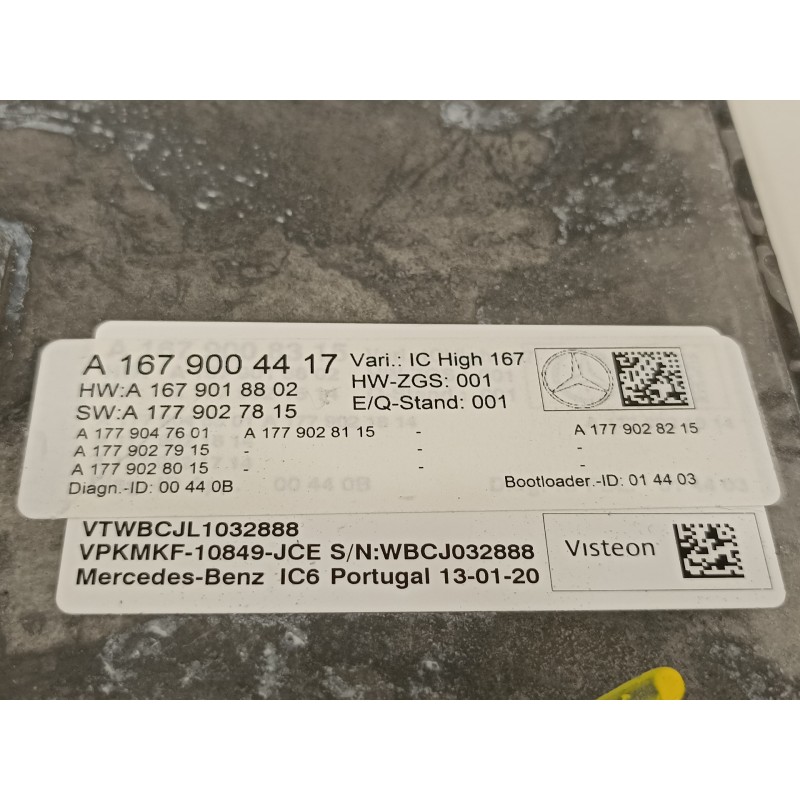 A 167 900 44 17 Vari.: IC High 167
HW:A 167 901 88 02 HW-ZGS: 001
SW:A 177 902 78 15 E/Q-Stand: 001
A 177 904 76 01 A 177 902 81 15 - A 177 902 82 15
A 177 902 79 15 - - -
A 177 902 80 15 - - -
Diagn.-ID: 00 44 0B Bootloader.-ID: 01 44 03
VTWBCJL1032888
VPKMKF-10849-JCE S/N:WBCJ032888
Mercedes-Benz IC6 Portugal 13-01-20
Visteon